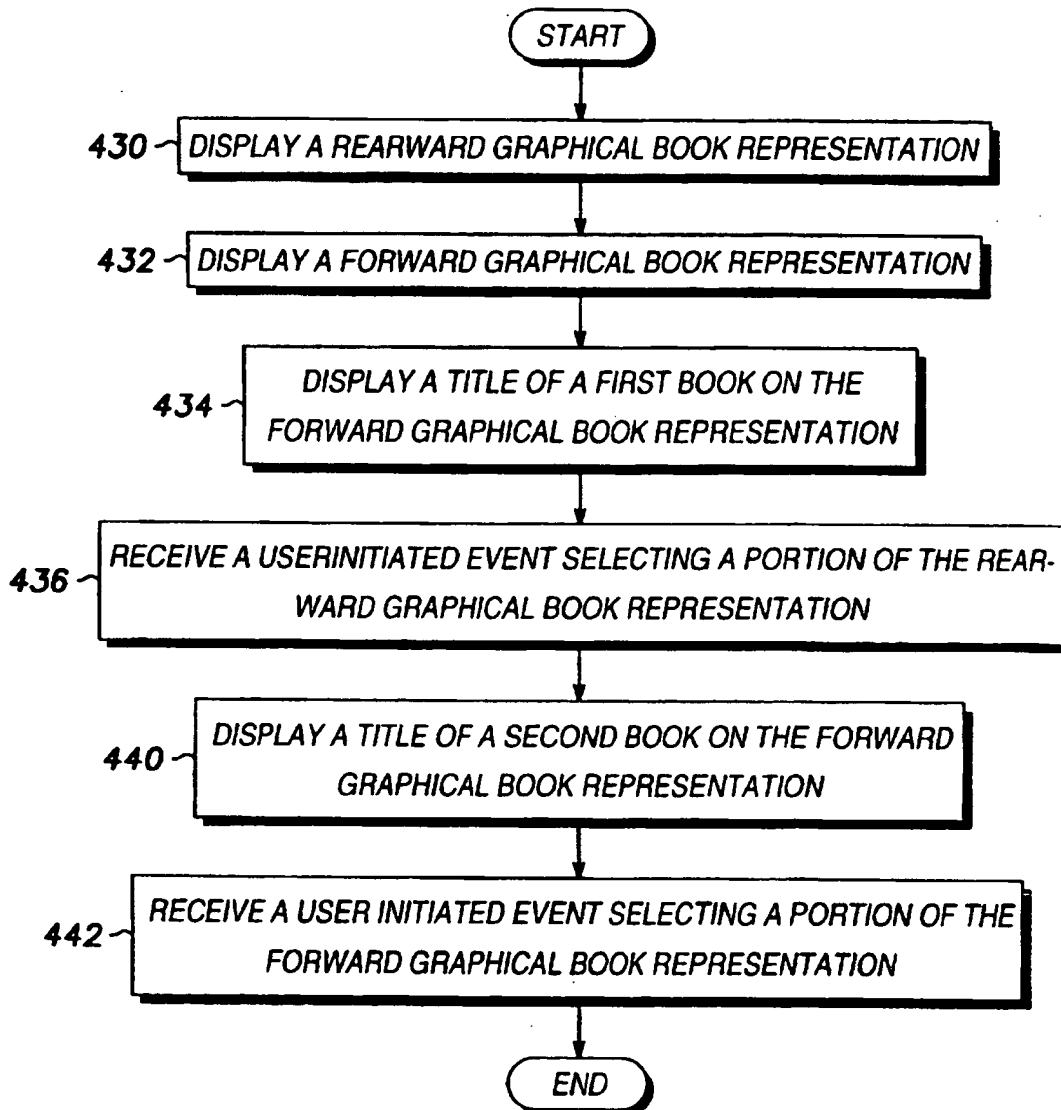 START
430 DISPLAY A REARWARD GRAPHICAL BOOK REPRESENTATION
432 DISPLAY A FORWARD GRAPHICAL BOOK REPRESENTATION
434 DISPLAY A TITLE OF A FIRST BOOK ON THE
FORWARD GRAPHICAL BOOK REPRESENTATION
436 RECEIVE A USERINITIATED EVENT SELECTING A PORTION OF THE REAR-
WARD GRAPHICAL BOOK REPRESENTATION
440 DISPLAY A TITLE OF A SECOND BOOK ON THE FORWARD
GRAPHICAL BOOK REPRESENTATION
442 RECEIVE A USER INITIATED EVENT SELECTING A PORTION OF THE
FORWARD GRAPHICAL BOOK REPRESENTATION
END